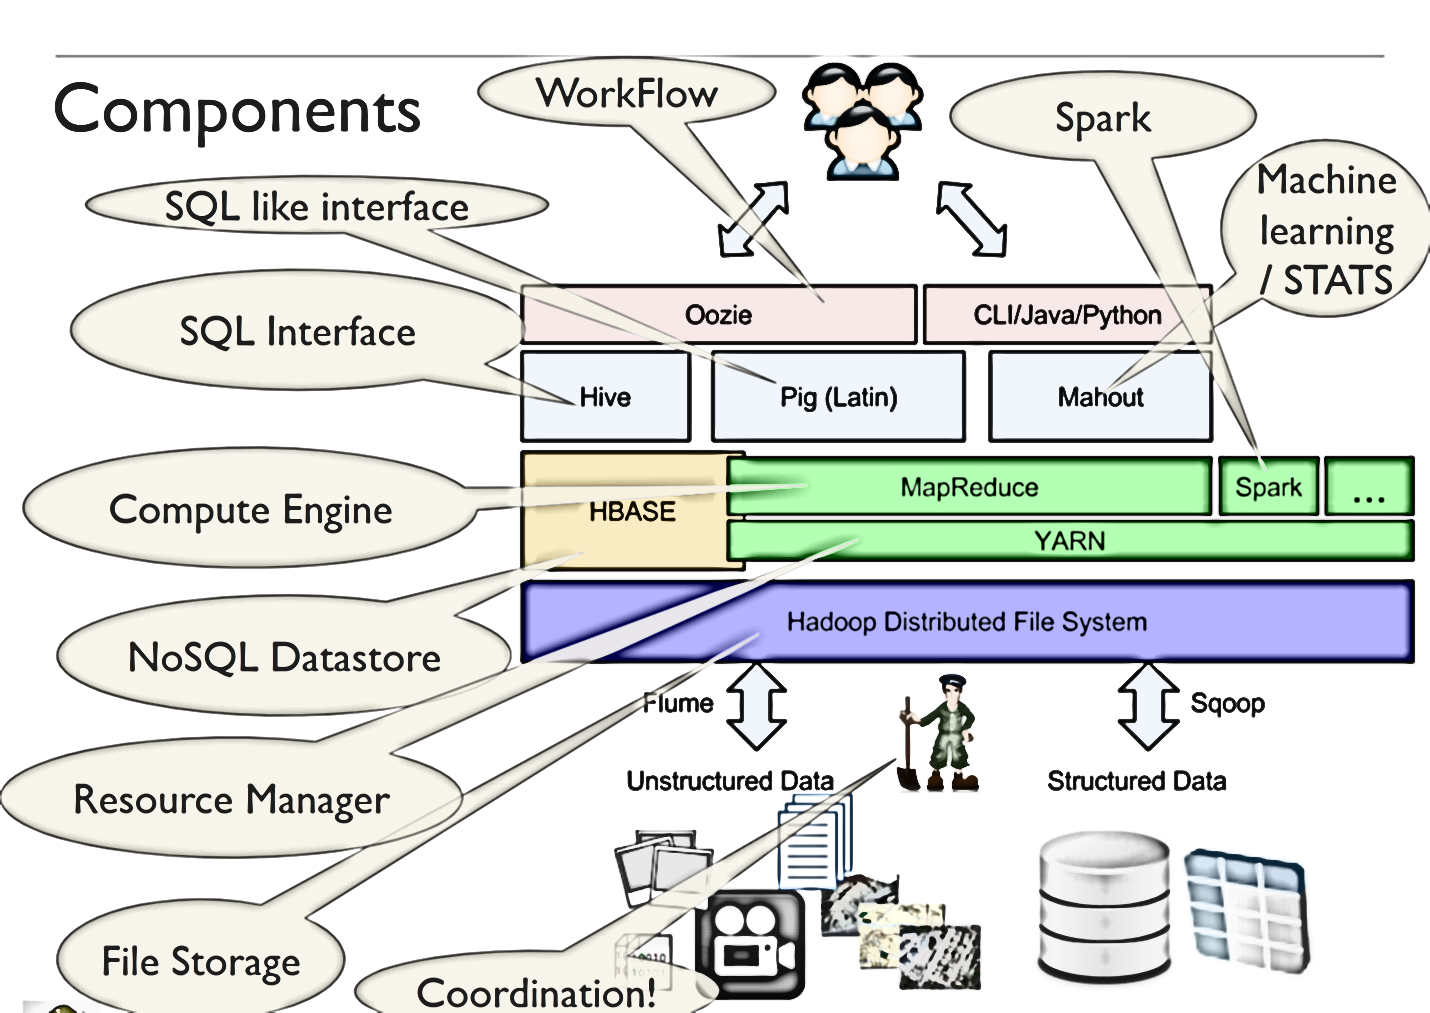 Components
WorkFlow
Spark
Machine
learning
/ STATS
SQL like interface
SQL Interface
Oozie
CLI/Java/Python
Hive
Pig (Latin)
Mahout
Compute Engine
HBASE
MapReduce
Spark
...
YARN
NoSQL Datastore
Hadoop Distributed File System
Flume
Sqoop
Resource Manager
Unstructured Data
Structured Data
File Storage
Coordination!